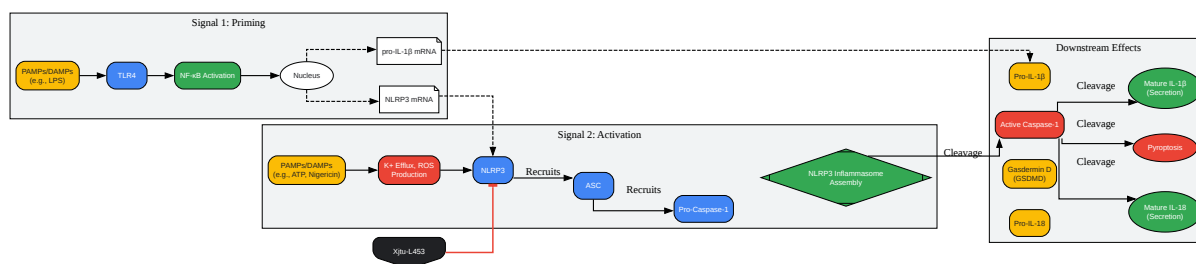 Signal 1: Priming
PAMPs/DAMPs
(e.g., LPS)
TLR4
NF-κB Activation
Nucleus
pro-IL-1β mRNA
NLRP3 mRNA
Signal 2: Activation
PAMPs/DAMPs
(e.g., ATP, Nigericin)
K+ Efflux, ROS
Production
NLRP3
Recruits
ASC
Recruits
Pro-Caspase-1
NLRP3 Inflammasome
Assembly
Cleavage
Xjtu-L453
Downstream Effects
Pro-IL-1β
Active Caspase-1
Gasdermin D
(GSDMD)
Pro-IL-18
Cleavage
Cleavage
Cleavage
Mature IL-1β
(Secretion)
Pyroptosis
Mature IL-18
(Secretion)